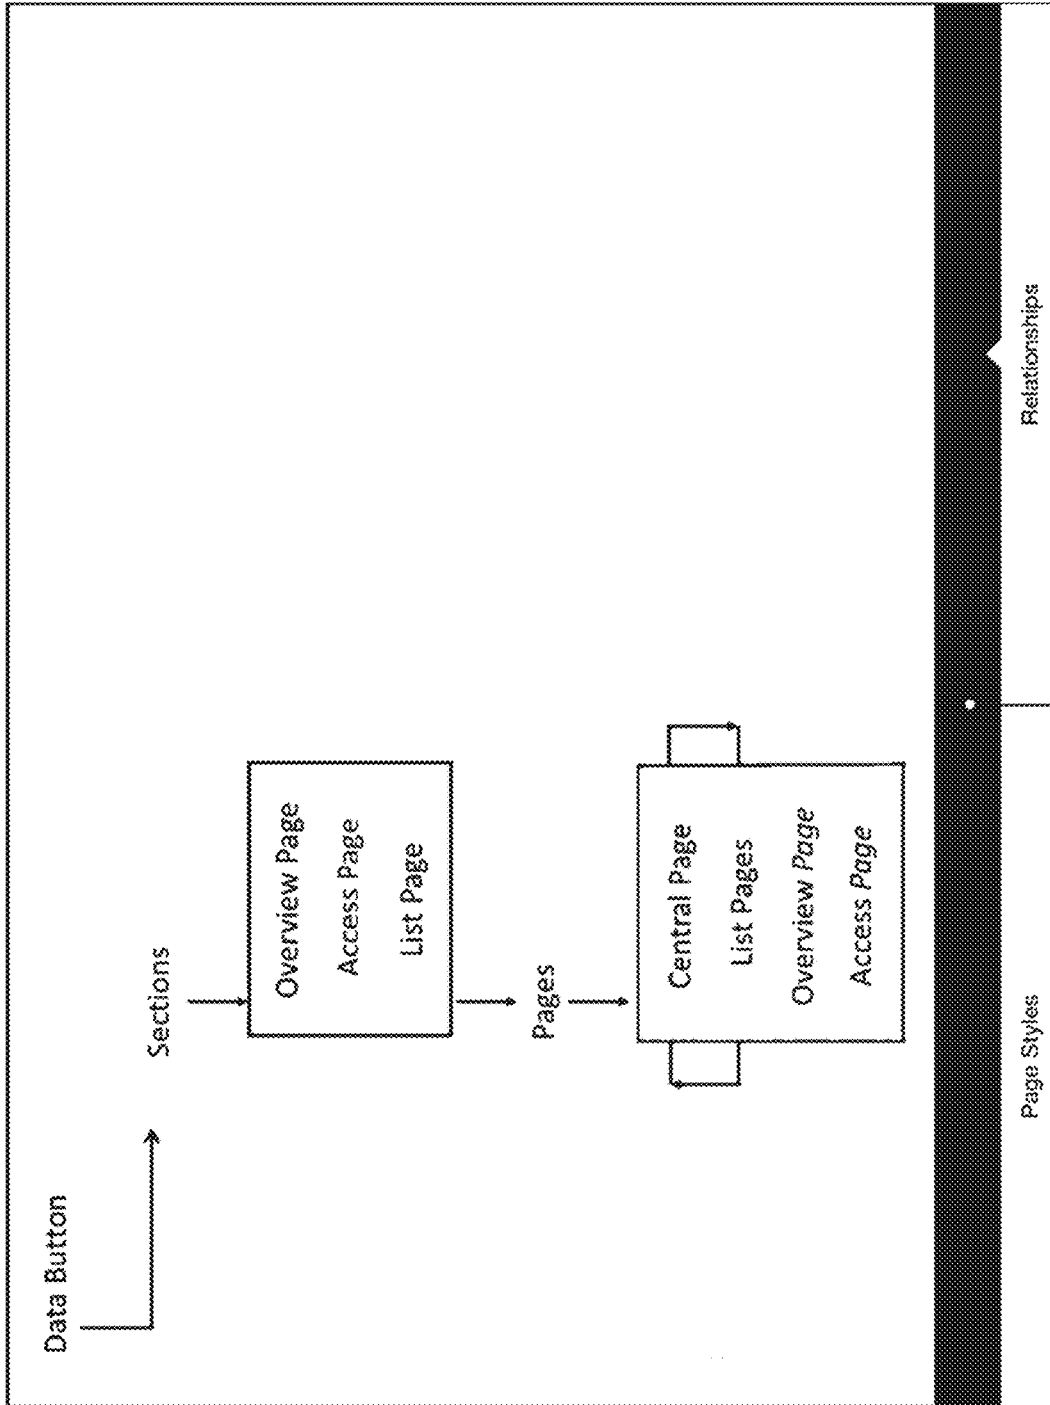 Data Button
Sections
Overview Page
Access Page
List Page
Pages
Central Page
List Pages
Overview Page
Access Page
Page Styles
Relationships